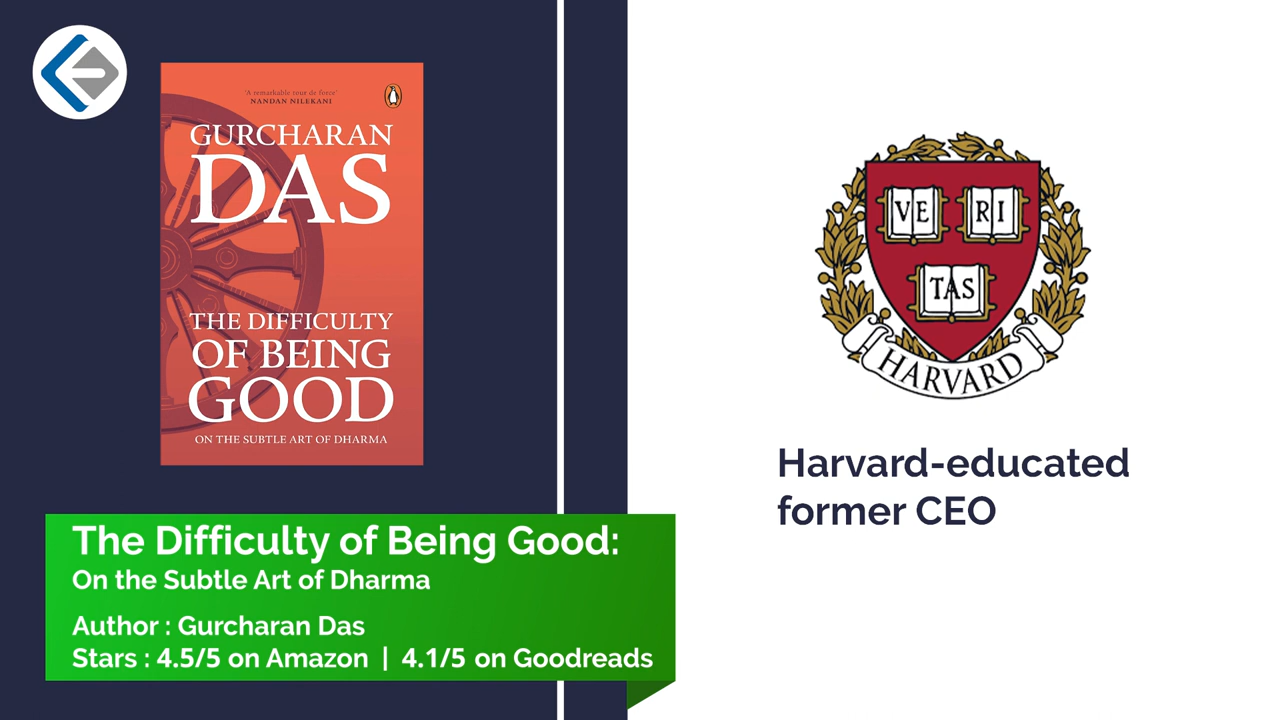 'A remarkable tour de force'
NANDAN NILEKANI
GURCHARAN
DAS
THE DIFFICULTY
OF BEING
GOOD
ON THE SUBTLE ART OF DHARMA
The Difficulty of Being Good:
On the Subtle Art of Dharma
Author : Gurcharan Das
Stars : 4.5/5 on Amazon | 4.1/5 on Goodreads
VE RI
TAS
HARVARD
Harvard-educated
former CEO